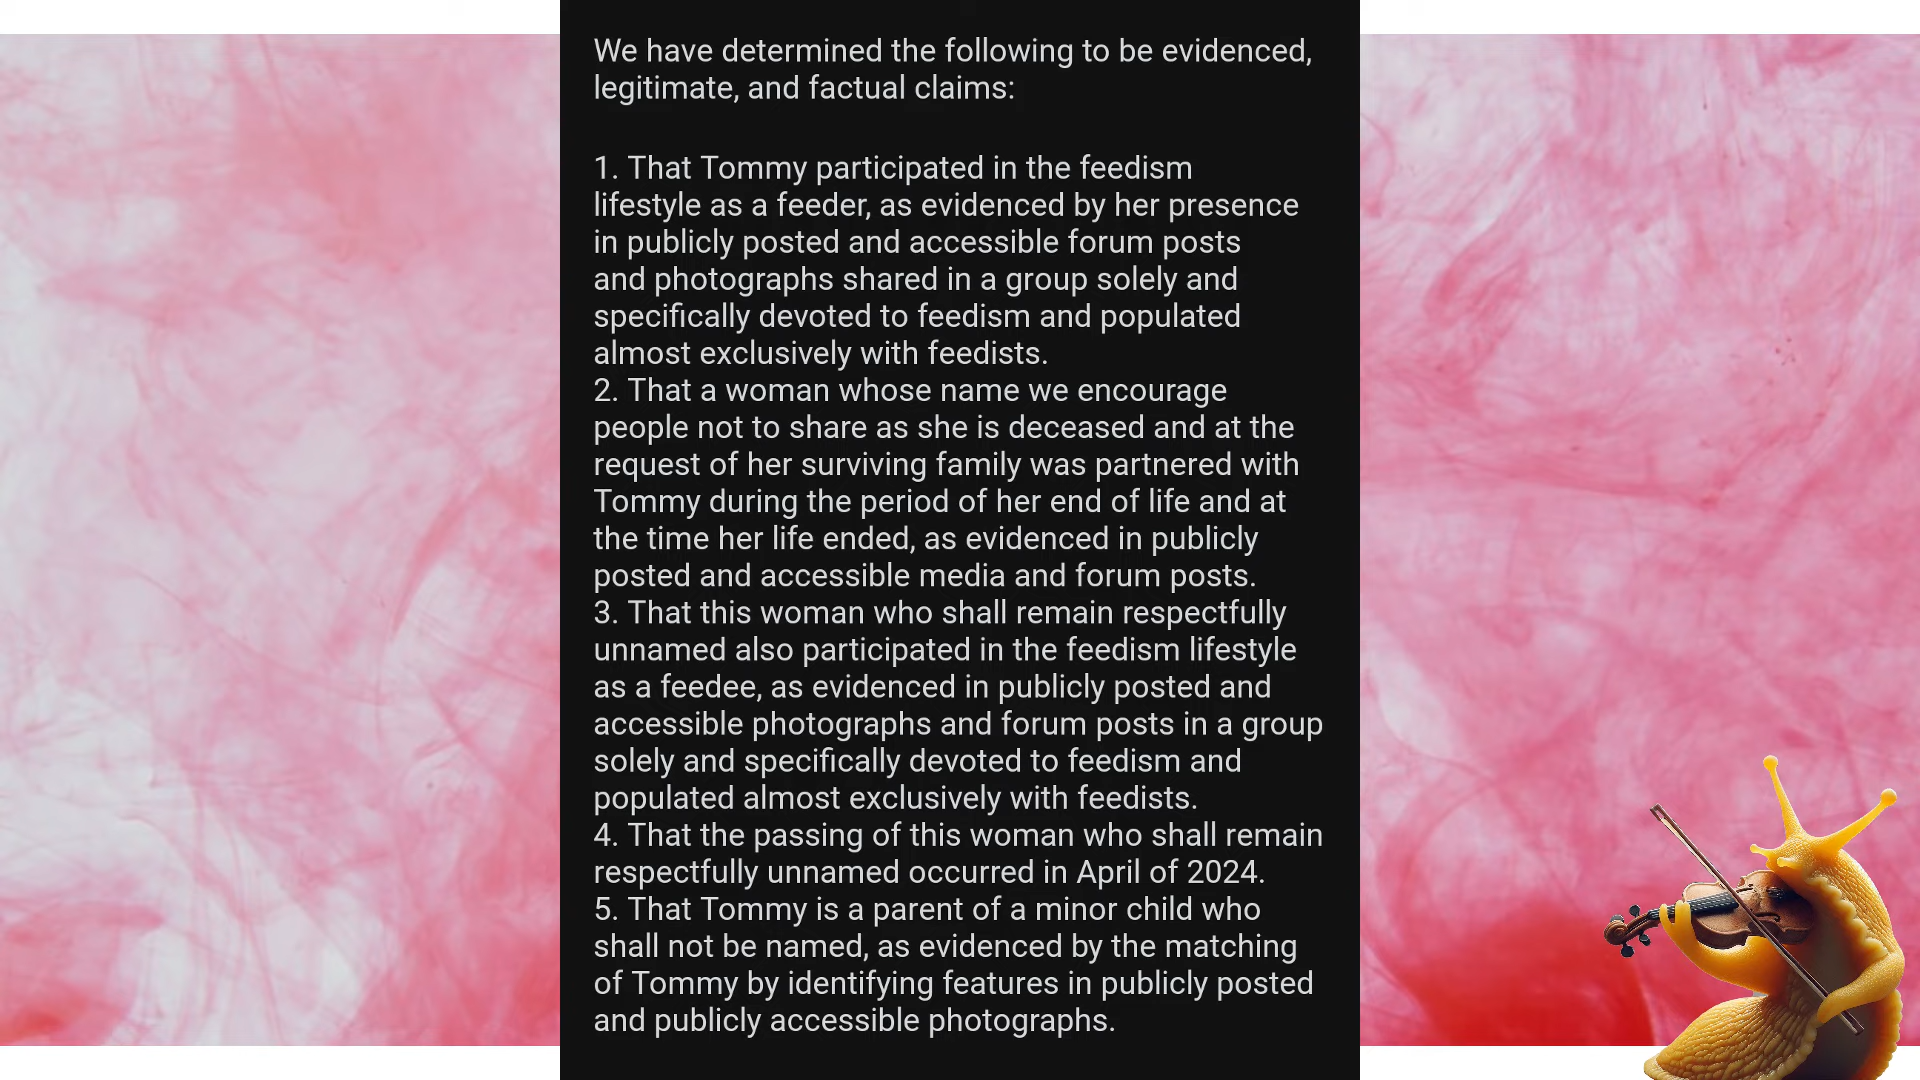 We have determined the following to be evidenced,
legitimate, and factual claims:
1. That Tommy participated in the feedism
lifestyle as a feeder, as evidenced by her presence
in publicly posted and accessible forum posts
and photographs shared in a group solely and
specifically devoted to feedism and populated
almost exclusively with feedists.
2. That a woman whose name we encourage
people not to share as she is deceased and at the
request of her surviving family was partnered with
Tommy during the period of her end of life and at
the time her life ended, as evidenced in publicly
posted and accessible media and forum posts.
3. That this woman who shall remain respectfully
unnamed also participated in the feedism lifestyle
as a feedee, as evidenced in publicly posted and
accessible photographs and forum posts in a group
solely and specifically devoted to feedism and
populated almost exclusively with feedists.
4. That the passing of this woman who shall remain
respectfully unnamed occurred in April of 2024.
5. That Tommy is a parent of a minor child who
shall not be named, as evidenced by the matching
of Tommy by identifying features in publicly posted
and publicly accessible photographs.